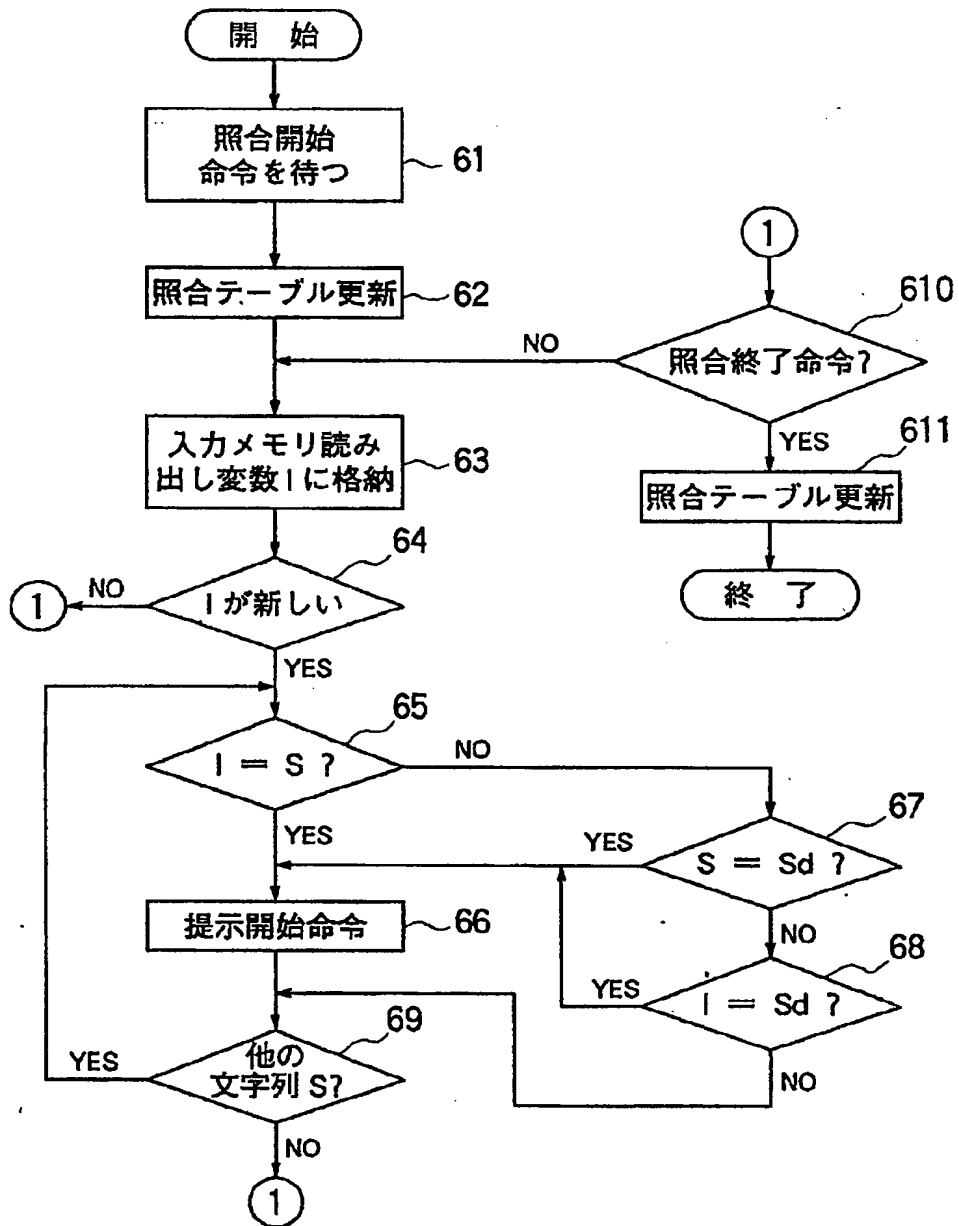 開 始
照合開始
命令を待つ
61
照合テーブル更新
62
入力メモリ読み
出し変数Iに格納
63
Iが新しい
64
NO
1
YES
I = S ?
65
NO
YES
提示開始命令
66
S = Sd ?
67
YES
NO
I = Sd ?
68
YES
NO
他の
文字列 S?
69
YES
NO
1
1
照合終了命令?
610
NO
YES
照合テーブル更新
611
終 了